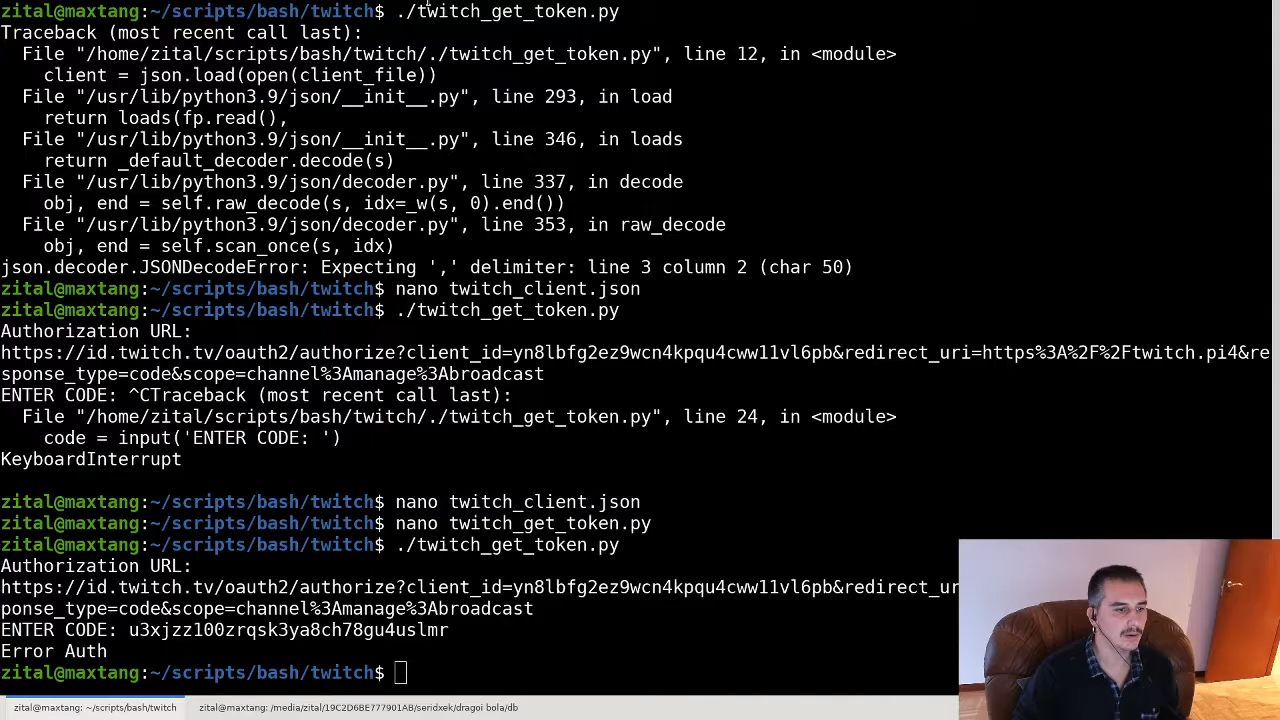 zital@maxtang:~/scripts/bash/twitch$ ./twitch_get_token.py
Traceback (most recent call last):
  File "/home/zital/scripts/bash/twitch/./twitch_get_token.py", line 12, in <module>
    client = json.load(open(client_file))
  File "/usr/lib/python3.9/json/__init__.py", line 293, in load
    return loads(fp.read(),
  File "/usr/lib/python3.9/json/__init__.py", line 346, in loads
    return _default_decoder.decode(s)
  File "/usr/lib/python3.9/json/decoder.py", line 337, in decode
    obj, end = self.raw_decode(s, idx=_w(s, 0).end())
  File "/usr/lib/python3.9/json/decoder.py", line 353, in raw_decode
    obj, end = self.scan_once(s, idx)
json.decoder.JSONDecodeError: Expecting ',' delimiter: line 3 column 2 (char 50)
zital@maxtang:~/scripts/bash/twitch$ nano twitch_client.json
zital@maxtang:~/scripts/bash/twitch$ ./twitch_get_token.py
Authorization URL:
https://id.twitch.tv/oauth2/authorize?client_id=yn8lbfg2ez9wcn4kpqu4cww11vl6pb&redirect_uri=https%3A%2F%2Ftwitch.pi4&re
sponse_type=code&scope=channel%3Amanage%3Abroadcast
ENTER CODE: ^CTraceback (most recent call last):
  File "/home/zital/scripts/bash/twitch/./twitch_get_token.py", line 24, in <module>
    code = input('ENTER CODE: ')
KeyboardInterrupt
zital@maxtang:~/scripts/bash/twitch$ nano twitch_client.json
zital@maxtang:~/scripts/bash/twitch$ nano twitch_get_token.py
zital@maxtang:~/scripts/bash/twitch$ ./twitch_get_token.py
Authorization URL:
https://id.twitch.tv/oauth2/authorize?client_id=yn8lbfg2ez9wcn4kpqu4cww11vl6pb&redirect_ur
ponse_type=code&scope=channel%3Amanage%3Abroadcast
ENTER CODE: u3xjzz100zrqsk3ya8ch78gu4uslmr
Error Auth
zital@maxtang:~/scripts/bash/twitch$
zital@maxtang: ~/scripts/bash/twitch
zital@maxtang: /media/zital/19C2D6BE777901AB/seridxek/dragoi bola/db